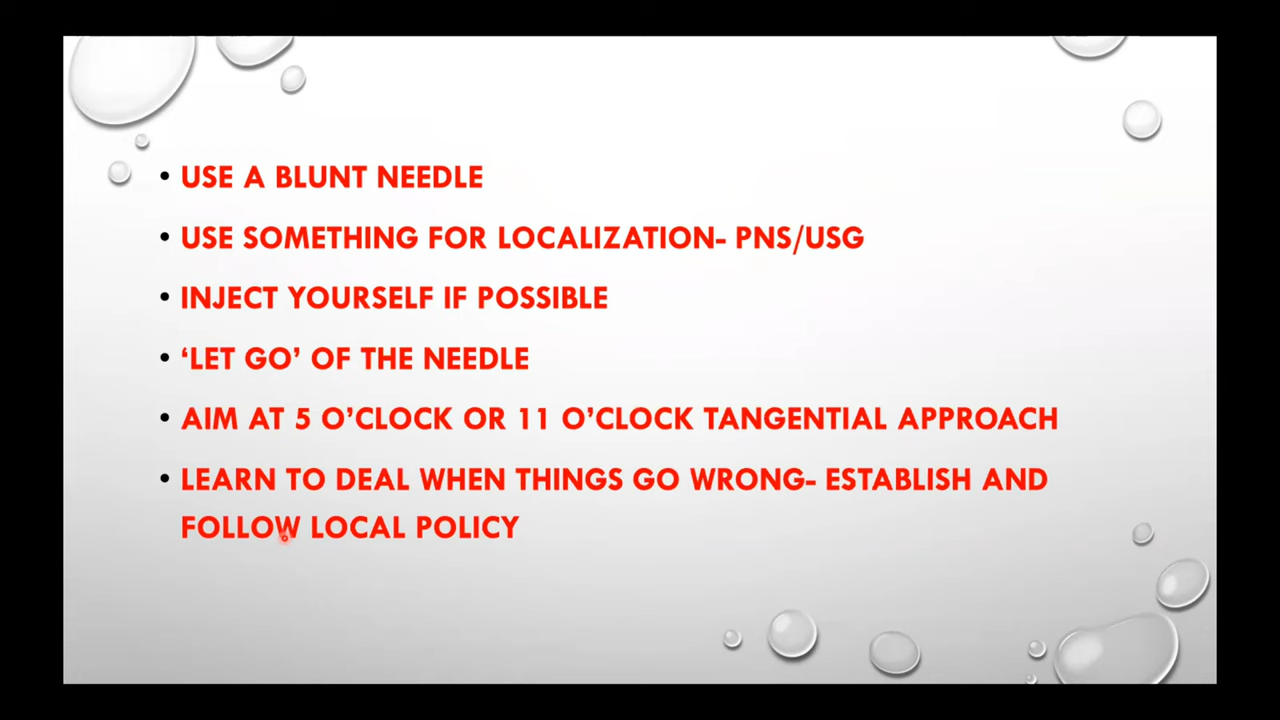 • USE A BLUNT NEEDLE
• USE SOMETHING FOR LOCALIZATION- PNS/USG
• INJECT YOURSELF IF POSSIBLE
• ‘LET GO’ OF THE NEEDLE
• AIM AT 5 O’CLOCK OR 11 O’CLOCK TANGENTIAL APPROACH
• LEARN TO DEAL WHEN THINGS GO WRONG- ESTABLISH AND
FOLLOW LOCAL POLICY